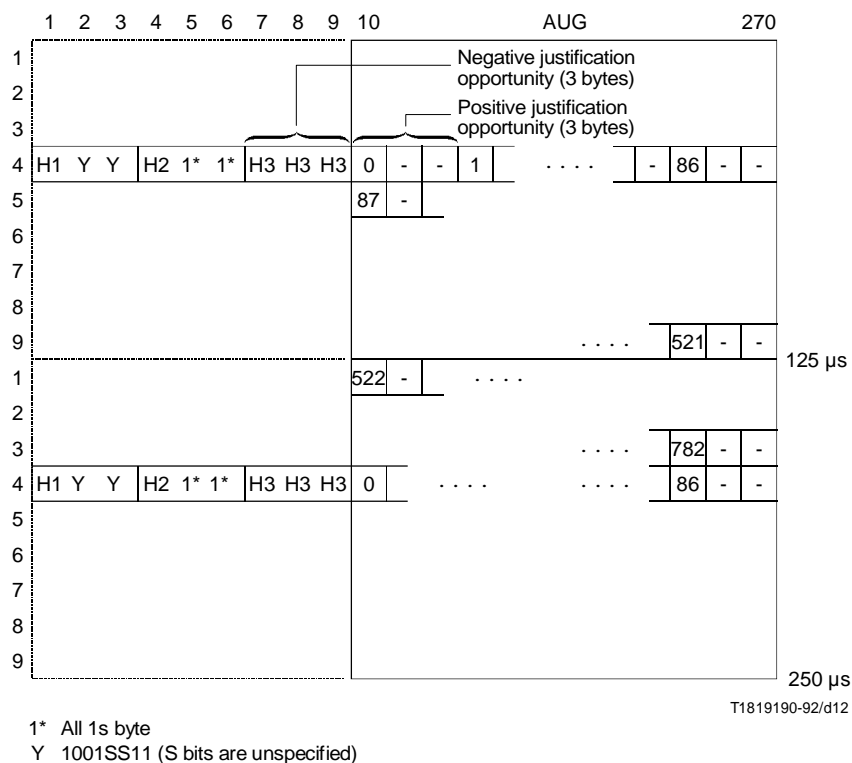 1 2 3 4 5 6 7 8 9 10 AUG 270
1
Negative justification
opportunity (3 bytes)
2
Positive justification
opportunity (3 bytes)
3
4 H1 Y Y H2 1* 1* H3 H3 H3 0 - - 1 . . . . - 86 - -
5 87 -
6
7
8
9 . . . . 521 - -
125 µs
1 522 - . . . .
2
3 . . . . 782 - -
4 H1 Y Y H2 1* 1* H3 H3 H3 0 . . . . . . . . 86 - -
5
6
7
8
9
250 µs
T1819190-92/d12
1* All 1s byte
Y 1001SS11 (S bits are unspecified)